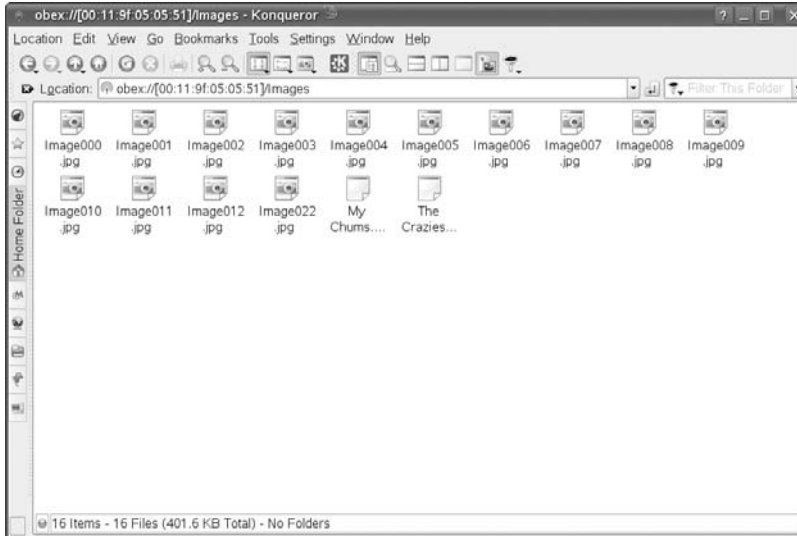 obex://[00:11:9f:05:05:51]/Images - Konqueror
Location Edit View Go Bookmarks Tools Settings Window Help
Location: obex://[00:11:9f:05:05:51]/Images Filter This Folder
Image000 Image001 Image002 Image003 Image004 Image005 Image006 Image007 Image008 Image009
.jpg .jpg .jpg .jpg .jpg .jpg .jpg .jpg .jpg .jpg
Image010 Image011 Image012 Image022 My The
.jpg .jpg .jpg .jpg Chums.... Crazies...
Home Folder
16 Items - 16 Files (401.6 KB Total) - No Folders